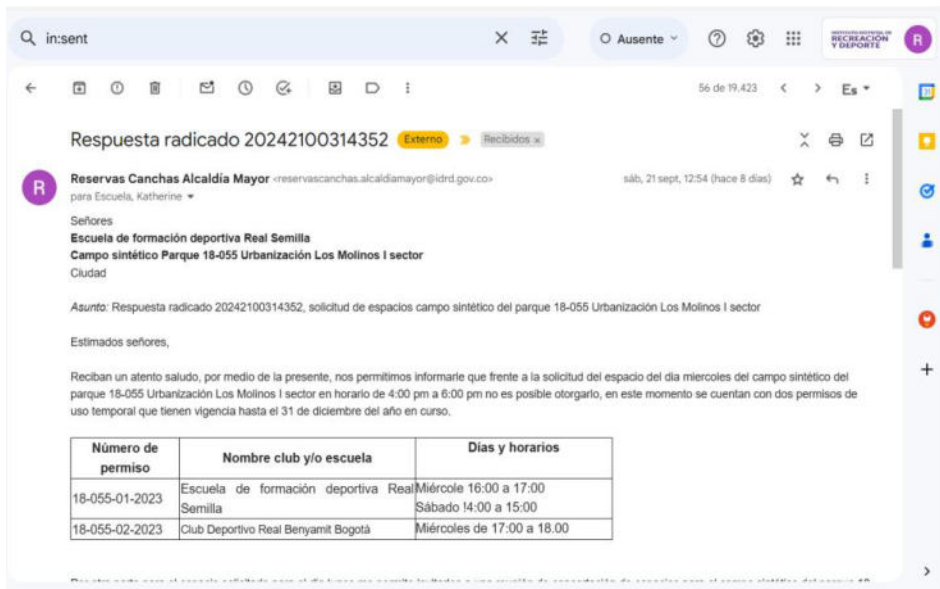 in:sent
Ausente
INSTITUTO DISTRITAL DE
RECREACIÓN
Y DEPORTE
R
56 de 19.423
Es
Respuesta radicado 20242100314352 Externo Recibidos x
R
Reservas Canchas Alcaldía Mayor <reservascanchas.alcaldiamayor@idrd.gov.co>
sáb, 21 sept, 12:54 (hace 8 días)
para Escuela, Katherine
Señores
Escuela de formación deportiva Real Semilla
Campo sintético Parque 18-055 Urbanización Los Molinos I sector
Ciudad
Asunto: Respuesta radicado 20242100314352, solicitud de espacios campo sintético del parque 18-055 Urbanización Los Molinos I sector
Estimados señores,
Reciban un atento saludo, por medio de la presente, nos permitimos informarle que frente a la solicitud del espacio del dia miercoles del campo sintético del
parque 18-055 Urbanización Los Molinos I sector en horario de 4:00 pm a 6:00 pm no es posible otorgarlo, en este momento se cuentan con dos permisos de
uso temporal que tienen vigencia hasta el 31 de diciembre del año en curso.
Número de
permiso
Nombre club y/o escuela
Días y horarios
18-055-01-2023
Escuela de formación deportiva Real
Semilla
Miércole 16:00 a 17:00
Sábado !4:00 a 15:00
18-055-02-2023
Club Deportivo Real Benyamit Bogotá
Miércoles de 17:00 a 18.00